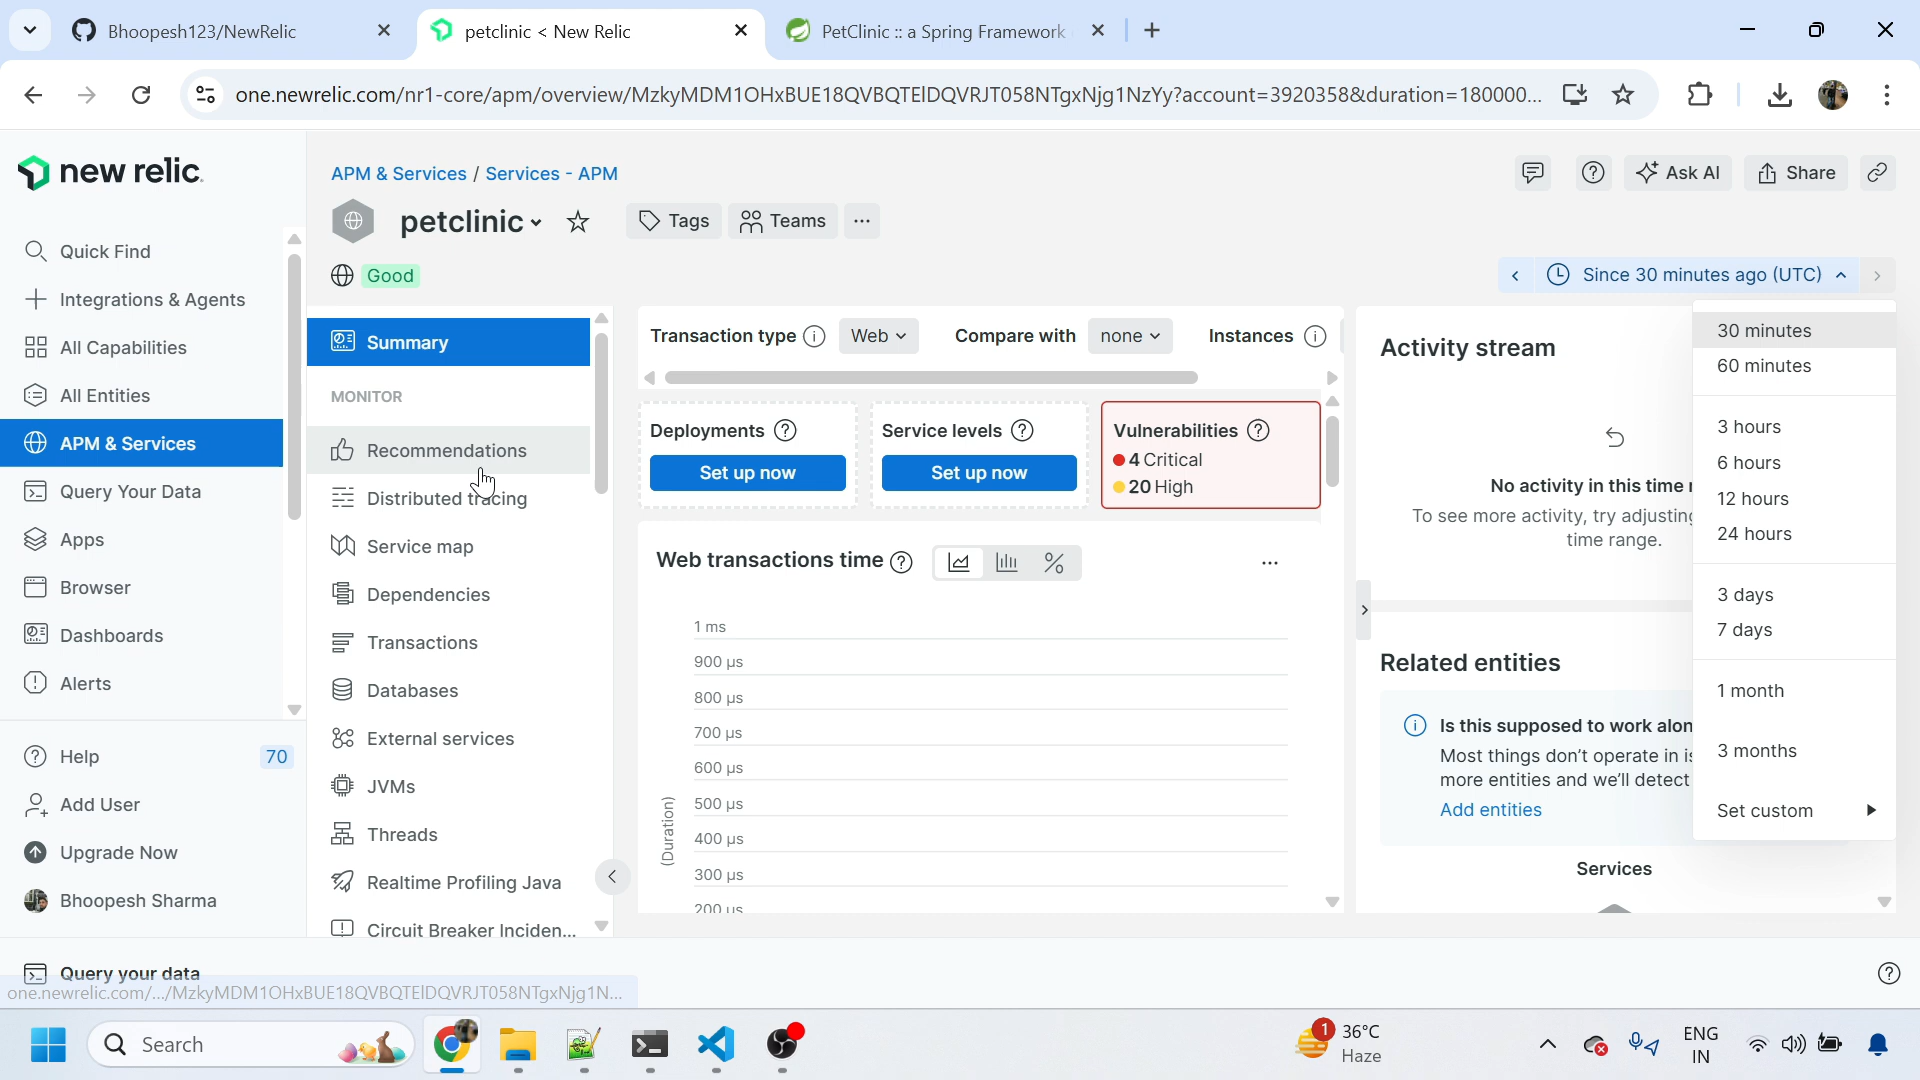 Bhoopesh123/NewRelic
petclinic < New Relic
PetClinic :: a Spring Framework
one.newrelic.com/nr1-core/apm/overview/MzkyMDM1OHxBUE18QVBQTElDQVRJT058NTgxNjg1NzYy?account=3920358&duration=180000...
new relic.
Quick Find
Integrations & Agents
All Capabilities
All Entities
APM & Services
Query Your Data
Apps
Browser
Dashboards
Alerts
Help
70
Add User
Upgrade Now
Bhoopesh Sharma
APM & Services / Services - APM
Ask AI
Share
petclinic
Tags
Teams
Good
Since 30 minutes ago (UTC)
Summary
MONITOR
Recommendations
Distributed tracing
Service map
Dependencies
Transactions
Databases
External services
JVMs
Threads
Realtime Profiling Java
Circuit Breaker Inciden...
Transaction type
Web
Compare with
none
Instances
Deployments
Set up now
Service levels
Set up now
Vulnerabilities
4 Critical
20 High
Web transactions time
1 ms
900 µs
800 µs
700 µs
600 µs
500 µs
400 µs
300 µs
200 µs
(Duration)
Activity stream
No activity in this time
To see more activity, try adjusting
time range.
Related entities
Is this supposed to work alon
Most things don't operate in is
more entities and we'll detect
Add entities
Services
30 minutes
60 minutes
3 hours
6 hours
12 hours
24 hours
3 days
7 days
1 month
3 months
Set custom
Query your data
one.newrelic.com/.../MzkyMDM1OHxBUE18QVBQTElDQVRJT058NTgxNjg1N...
Search
1
36°C
Haze
ENG
IN